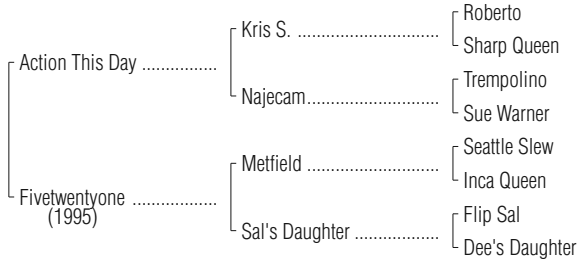 Roberto
Kris S. ................................
Sharp Queen
Action This Day ................
Trempolino
Najecam..............................
Sue Warner
Seattle Slew
Metfield ..............................
Inca Queen
Fivetwentyone ..................
(1995)
Flip Sal
Sal's Daughter ...................
Dee's Daughter